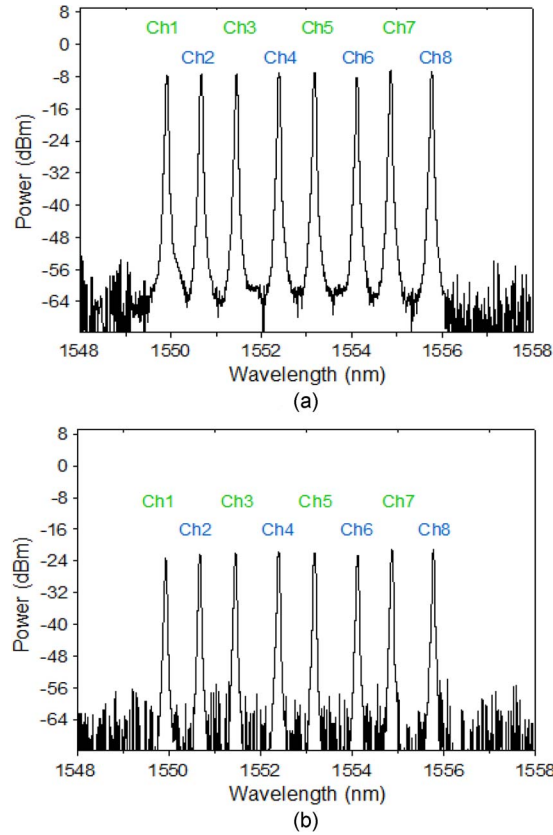 8
Ch1 Ch3 Ch5 Ch7
0
Ch2 Ch4 Ch6 Ch8
-8
-16
-24
-32
-40
-48
-56
-64
Power (dBm)
1548 1550 1552 1554 1556 1558
Wavelength (nm)
(a)
8
0
-8
Ch1 Ch3 Ch5 Ch7
-16
Ch2 Ch4 Ch6 Ch8
-24
-32
-40
-48
-56
-64
Power (dBm)
1548 1550 1552 1554 1556 1558
Wavelength (nm)
(b)